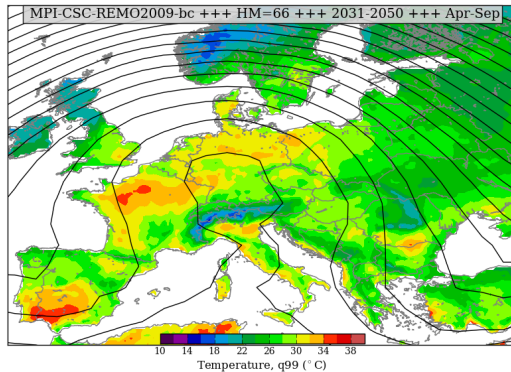 MPI-CSC-REMO2009-bc +++ HM=66 +++ 2031-2050 +++ Apr-Sep
10 14 18 22 26 30 34 38
Temperature, q99 (°C)